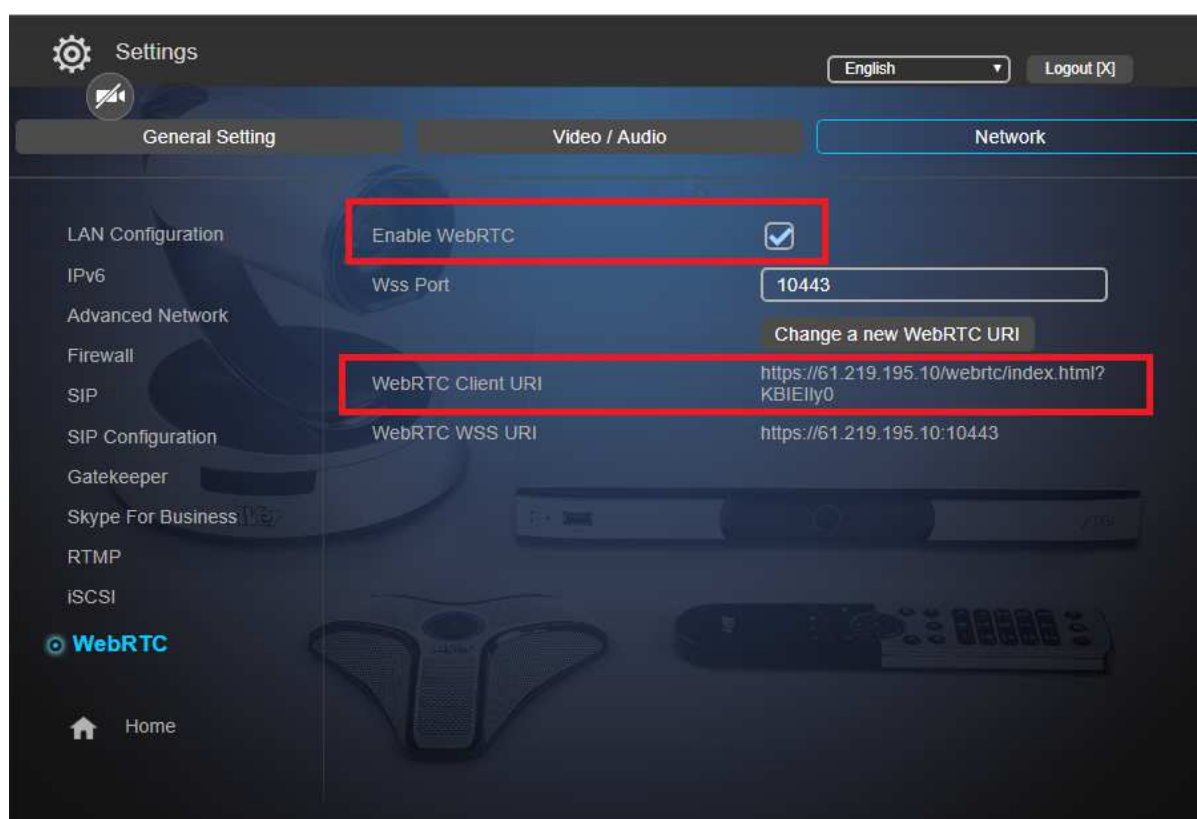 Settings
English
Logout [X]
General Setting
Video / Audio
Network
LAN Configuration
IPv6
Advanced Network
Firewall
SIP
SIP Configuration
Gatekeeper
Skype For Business
RTMP
iSCSI
WebRTC
Home
Enable WebRTC
Wss Port
10443
Change a new WebRTC URI
WebRTC Client URI
https://61.219.195.10/webrtc/index.html?
KBIEIly0
WebRTC WSS URI
https://61.219.195.10:10443